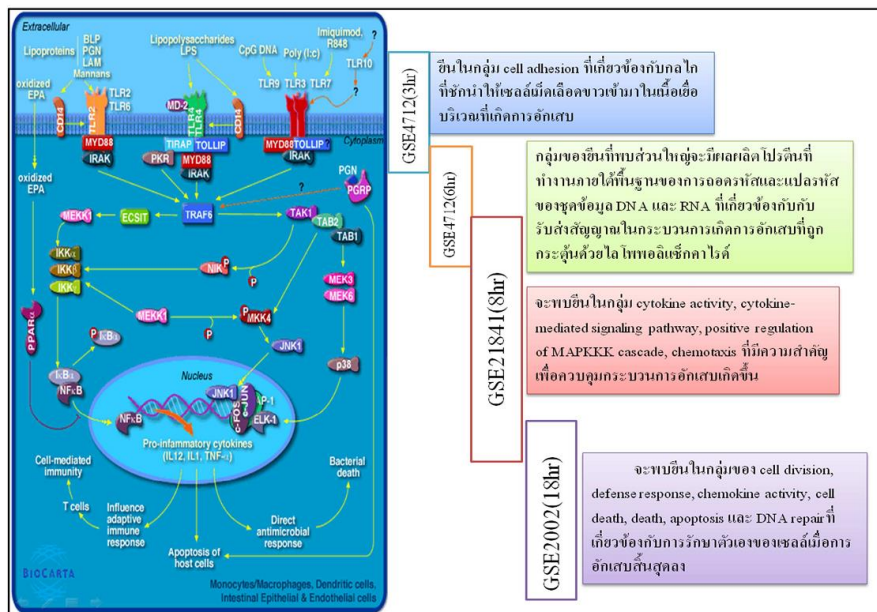 Extracellular
Lipoproteins
BLP
PGN
LAM
Mannans
Lipopolysaccharides
LPS
CpG DNA
Poly (I:c)
Imiquimod,
R848
?
oxidized
EPA
TLR2
TLR6
TLR9
TLR3
TLR7
TLR10
?
CD14
TLR2
MD-2
TLR4
TLR4
CD14
Cytoplasm
MYD88
IRAK
TIRAP
TOLLIP
PKR
MYD88
IRAK
MYD88
TOLLIP
IRAK
?
PGN
PGRP
oxidized
EPA
MEKK1
ECSIT
TRAF6
TAK1
TAB2
TAB1
IKKα
IKKβ
IKK
NIK
P
P
MEK3
MEK6
PPARα
P
IκBα
MEKK1
P
P
MKK4
JNK1
p38
IκBα
NFκB
Nucleus
NFκB
JNK1
c-FOS
c-JUN
AP-1
ELK-1
Pro-inflamatory cytokines
(IL12, IL1, TNF-α)
Cell-mediated
immunity
T cells
Influence
adaptive
immune
response
Apoptosis of
host cells
Direct
antimicrobial
response
Bacterial
death
BIOCARTA
Monocytes/Macrophages, Dendritic cells,
Intestinal Epithelial & Endothelial cells
GSE4712(3hr)
ยีนในกลุ่ม cell adhesion ที่เกี่ยวข้องกับกลไก
ที่ชักนำให้เซลล์เม็ดเลือดขาวเข้ามาในเนื้อเยื่อ
บริเวณที่เกิดการอักเสบ
GSE4712(6hr)
กลุ่มของยีนที่พบส่วนใหญ่จะมีผลผลิตโปรตีนที่
ทำงานภายใต้พื้นฐานของการถอดรหัสและแปลรหัส
ของชุดข้อมูล DNA และ RNA ที่เกี่ยวข้องกับกับ
รับส่งสัญญาณในกระบวนการเกิดการอักเสบที่ถูก
กระตุ้นด้วยไลโพพอลิแซ็กคาไรด์
GSE21841(8hr)
จะพบยีนในกลุ่ม cytokine activity, cytokine-
mediated signaling pathway, positive regulation
of MAPKKK cascade, chemotaxis ที่มีความสำคัญ
เพื่อควบคุมกระบวนการอักเสบเกิดขึ้น
GSE2002(18hr)
จะพบยีนในกลุ่มของ cell division,
defense response, chemokine activity, cell
death, death, apoptosis และ DNA repair ที่
เกี่ยวข้องกับการรักษาตัวเองของเซลล์เมื่อการ
อักเสบสิ้นสุดลง